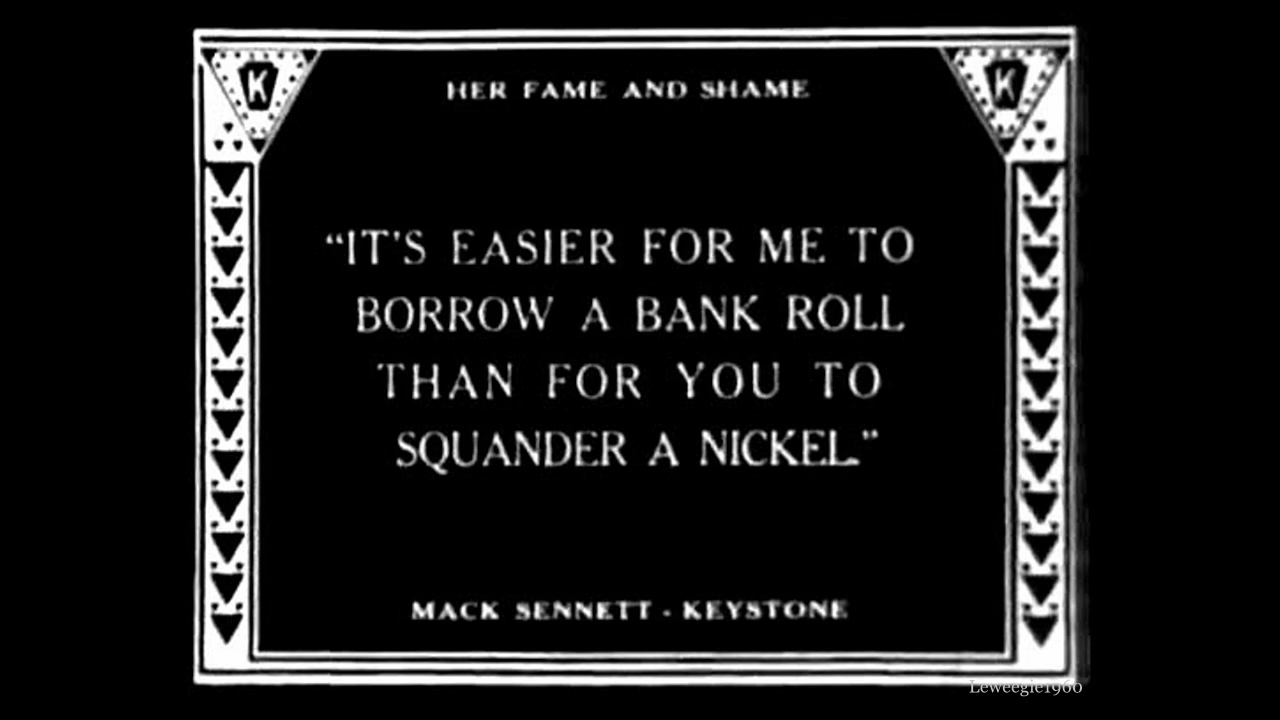 K K
HER FAME AND SHAME
“IT'S EASIER FOR ME TO
BORROW A BANK ROLL
THAN FOR YOU TO
SQUANDER A NICKEL.”
MACK SENNETT - KEYSTONE
Leweegie1960